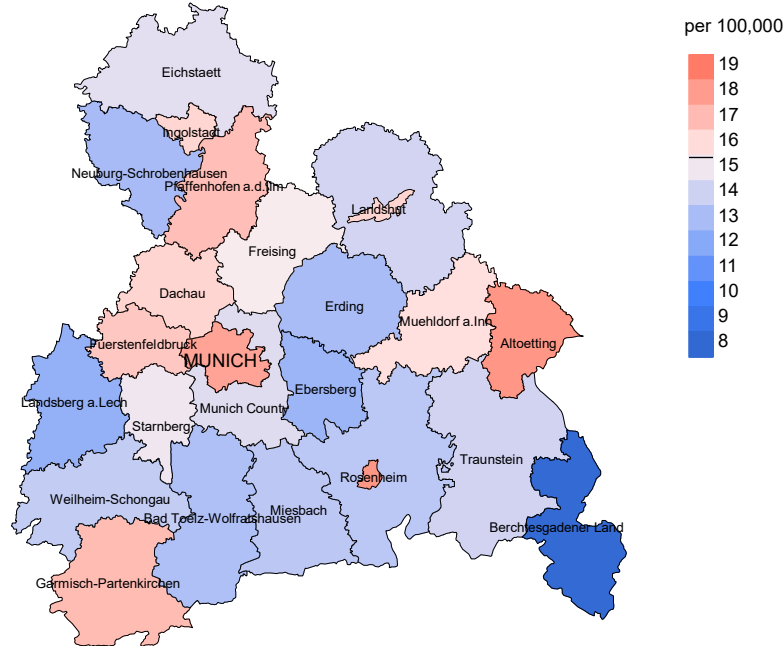 per 100,000
19
18
17
16
15
14
13
12
11
10
9
8
Eichstaett
Ingolstadt
Neuburg-Schrobenhausen
Pfaffenhofen a.d.Ilm
Landshut
Freising
Dachau
Erding
Muehldorf a.Inn
Altoetting
Fuerstenfeldbruck
MUNICH
Ebersberg
Landsberg a.Lech
Munich County
Starnberg
Traunstein
Rosenheim
Weilheim-Schongau
Miesbach
Bad Toelz-Wolfratshausen
Berchtesgadener Land
Garmisch-Partenkirchen